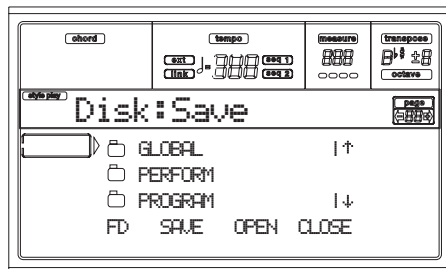 chord tempo measure transpose
ext ♩= seq 1
link seq 2
octave
style play Disk:Save page
GLOBAL |↑
PERFORM
PROGRAM |↓
FD SAVE OPEN CLOSE